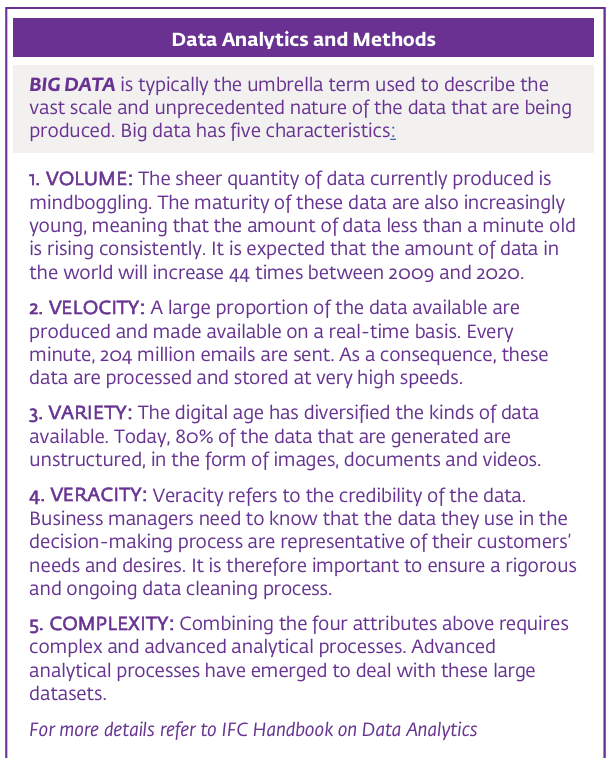 Data Analytics and Methods
BIG DATA is typically the umbrella term used to describe the
vast scale and unprecedented nature of the data that are being
produced. Big data has five characteristics:
1. VOLUME: The sheer quantity of data currently produced is
mindboggling. The maturity of these data are also increasingly
young, meaning that the amount of data less than a minute old
is rising consistently. It is expected that the amount of data in
the world will increase 44 times between 2009 and 2020.
2. VELOCITY: A large proportion of the data available are
produced and made available on a real-time basis. Every
minute, 204 million emails are sent. As a consequence, these
data are processed and stored at very high speeds.
3. VARIETY: The digital age has diversified the kinds of data
available. Today, 80% of the data that are generated are
unstructured, in the form of images, documents and videos.
4. VERACITY: Veracity refers to the credibility of the data.
Business managers need to know that the data they use in the
decision-making process are representative of their customers’
needs and desires. It is therefore important to ensure a rigorous
and ongoing data cleaning process.
5. COMPLEXITY: Combining the four attributes above requires
complex and advanced analytical processes. Advanced
analytical processes have emerged to deal with these large
datasets.
For more details refer to IFC Handbook on Data Analytics